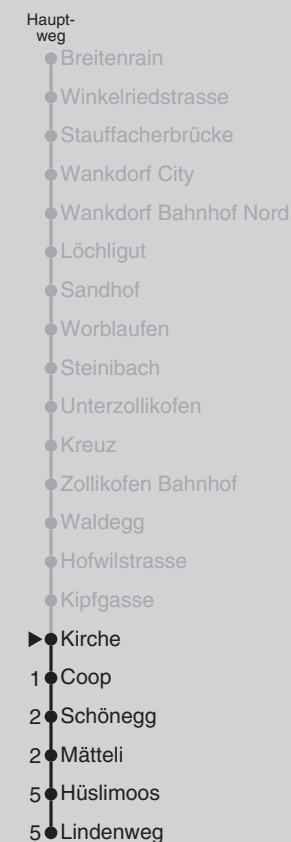 Haupt-
weg
Breitenrain
Winkelriedstrasse
Stauffacherbrücke
Wankdorf City
Wankdorf Bahnhof Nord
Löchligut
Sandhof
Worblaufen
Steinibach
Unterzollikofen
Kreuz
Zollikofen Bahnhof
Waldegg
Hofwilstrasse
Kipfgasse
Kirche
1 Coop
2 Schönegg
2 Mätteli
5 Hüslimoos
5 Lindenweg